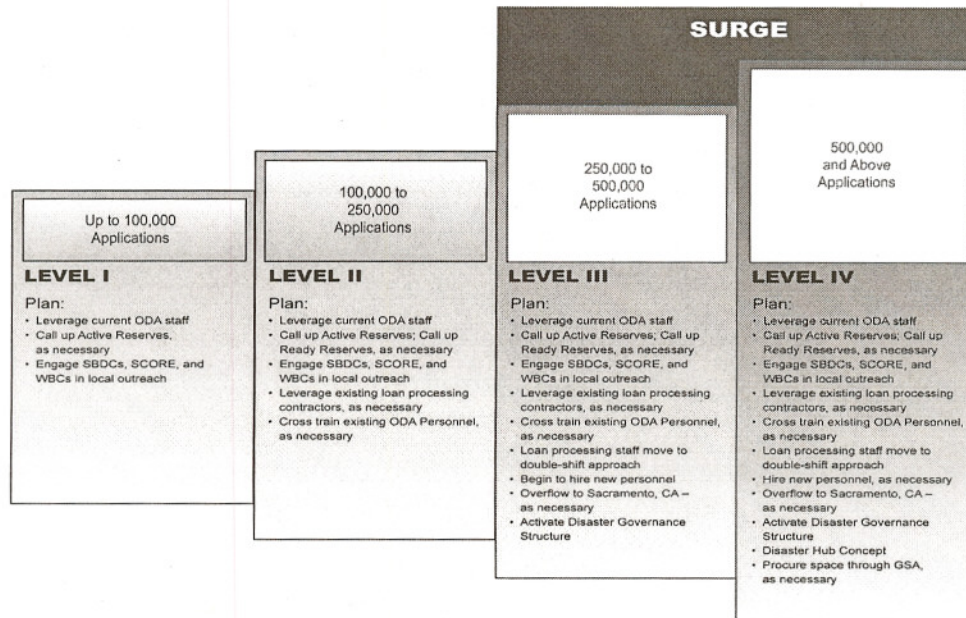 SURGE
Up to 100,000
Applications
LEVEL I
Plan:
• Leverage current ODA staff
• Call up Active Reserves,
as necessary
• Engage SBDCs, SCORE, and
WBCs in local outreach
100,000 to
250,000
Applications
LEVEL II
Plan:
• Leverage current ODA staff
• Call up Active Reserves; Call up
Ready Reserves, as necessary
• Engage SBDCs, SCORE, and
WBCs in local outreach
• Leverage existing loan processing
contractors, as necessary
• Cross train existing ODA Personnel,
as necessary
250,000 to
500,000
Applications
LEVEL III
Plan:
• Leverage current ODA staff
• Call up Active Reserves; Call up
Ready Reserves, as necessary
• Engage SBDCs, SCORE, and
WBCs in local outreach
• Leverage existing loan processing
contractors, as necessary
• Cross train existing ODA Personnel,
as necessary
• Loan processing staff move to
double-shift approach
• Begin to hire new personnel
• Overflow to Sacramento, CA –
as necessary
• Activate Disaster Governance
Structure
500,000
and Above
Applications
LEVEL IV
Plan:
• Leverage current ODA staff
• Call up Active Reserves; Call up
Ready Reserves, as necessary
• Engage SBDCs, SCORE, and
WBCs in local outreach
• Leverage existing loan processing
contractors, as necessary
• Cross train existing ODA Personnel,
as necessary
• Loan processing staff move to
double-shift approach
• Hire new personnel, as necessary
• Overflow to Sacramento, CA –
as necessary
• Activate Disaster Governance
Structure
• Disaster Hub Concept
• Procure space through GSA,
as necessary